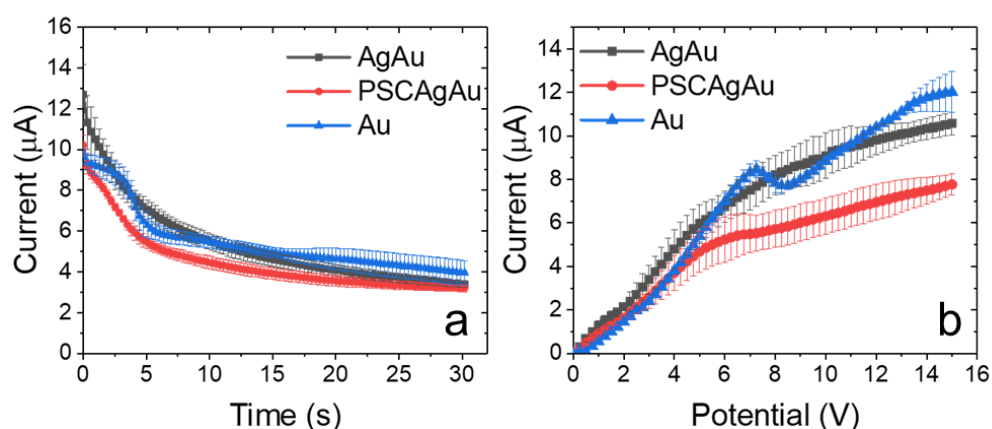 16
14
12
10
8
6
4
2
0
Current (μA)
AgAu
PSCAgAu
Au
a
0 5 10 15 20 25 30
Time (s)
14
12
10
8
6
4
2
0
Current (μA)
AgAu
PSCAgAu
Au
b
0 2 4 6 8 10 12 14 16
Potential (V)